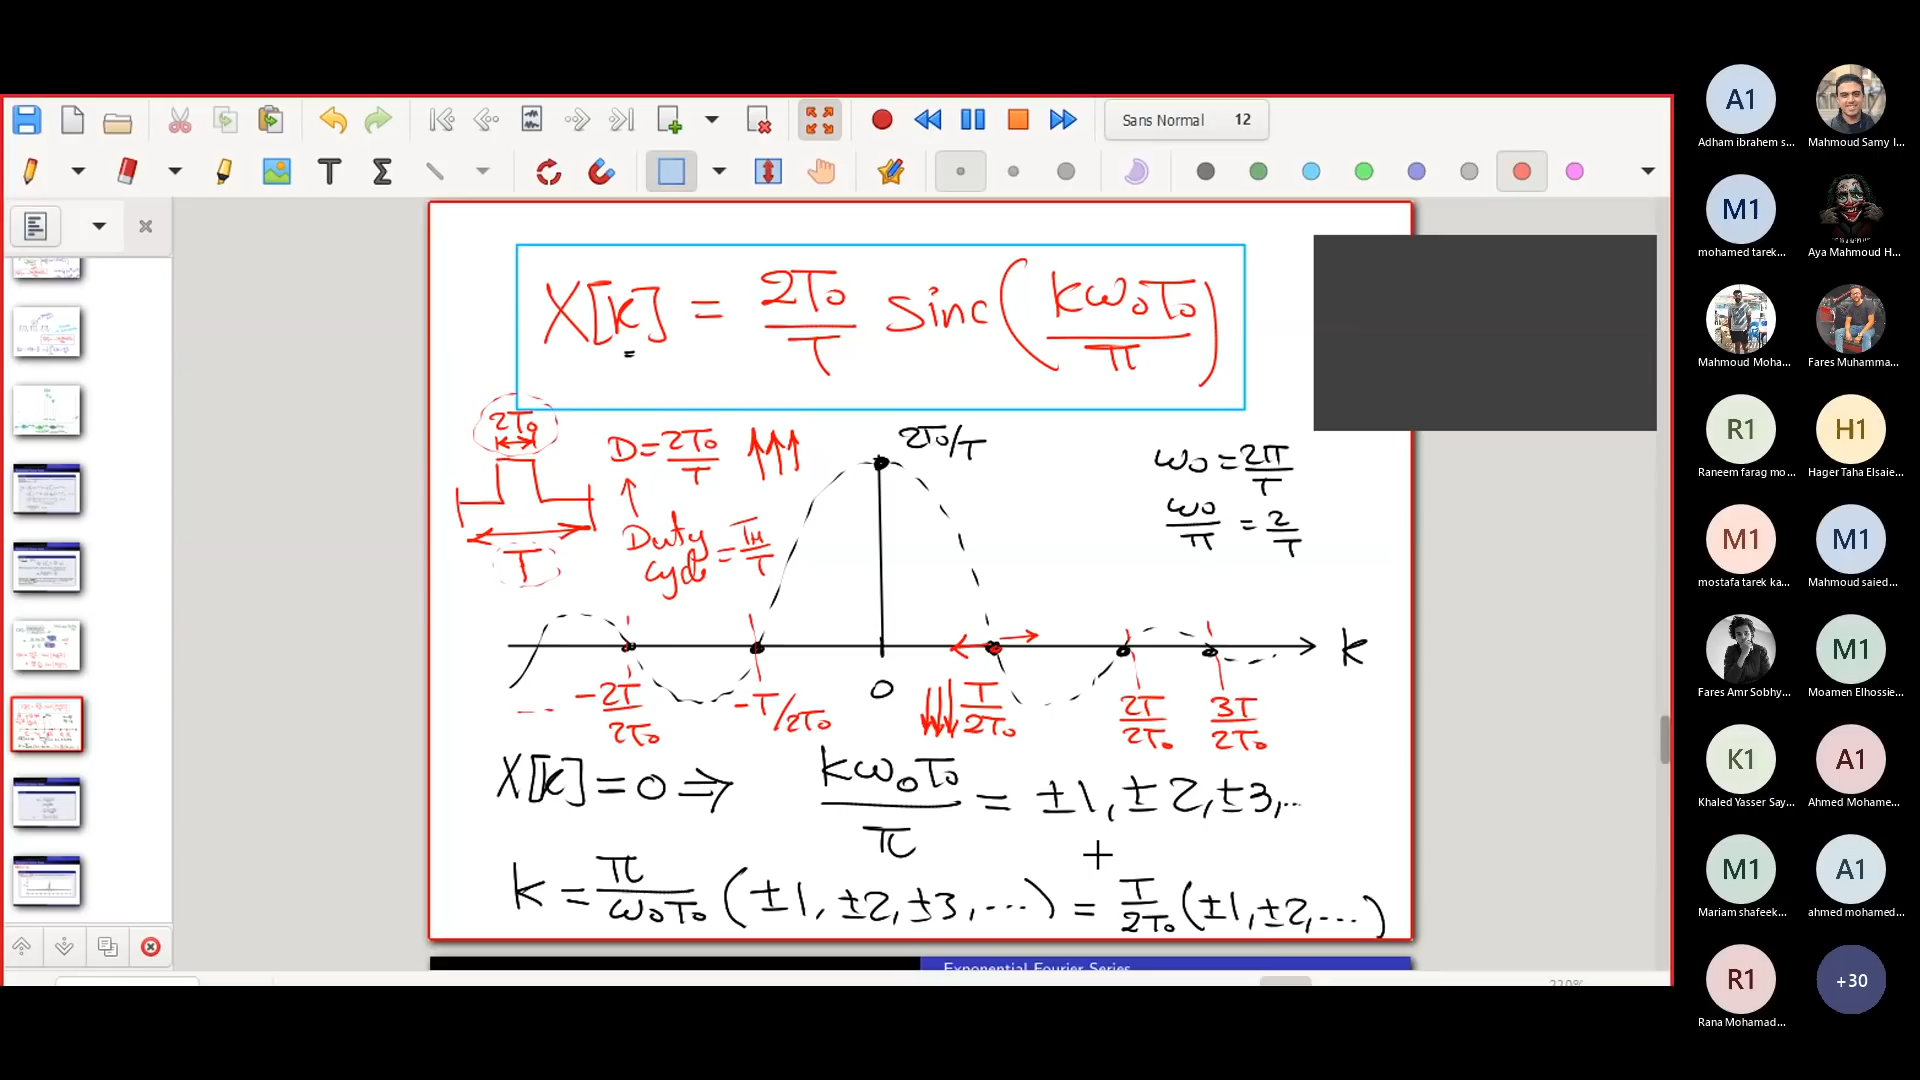 Sans Normal 12
X[k] = 2T₀/T sinc(kω₀T₀/π)
2T₀
T
D = 2T₀/T ↑↑↑
Duty cycle = T_H/T
2T₀/T
ω₀ = 2π/T
ω₀/π = 2/T
k
0
... -2T/2T₀
-T/2T₀
↓↓↓ T/2T₀
2T/2T₀
3T/2T₀
X[k] = 0 ⇒ kω₀T₀/π = ±1, ±2, ±3, ..
k = π/ω₀T₀ (±1, ±2, ±3, ...) = T/2T₀ (±1, ±2, ...)
Exponential Fourier Series
220%
A1
Adham ibrahem s...
Mahmoud Samy I...
M1
mohamed tarek...
Aya Mahmoud H...
Mahmoud Moha...
Fares Muhamma...
R1
Raneem farag mo...
H1
Hager Taha Elsaie...
M1
mostafa tarek ka...
M1
Mahmoud saied...
Fares Amr Sobhy...
M1
Moamen Elhossie...
K1
Khaled Yasser Say...
A1
Ahmed Mohame...
M1
Mariam shafeek...
A1
ahmed mohamed...
R1
Rana Mohamad...
+30